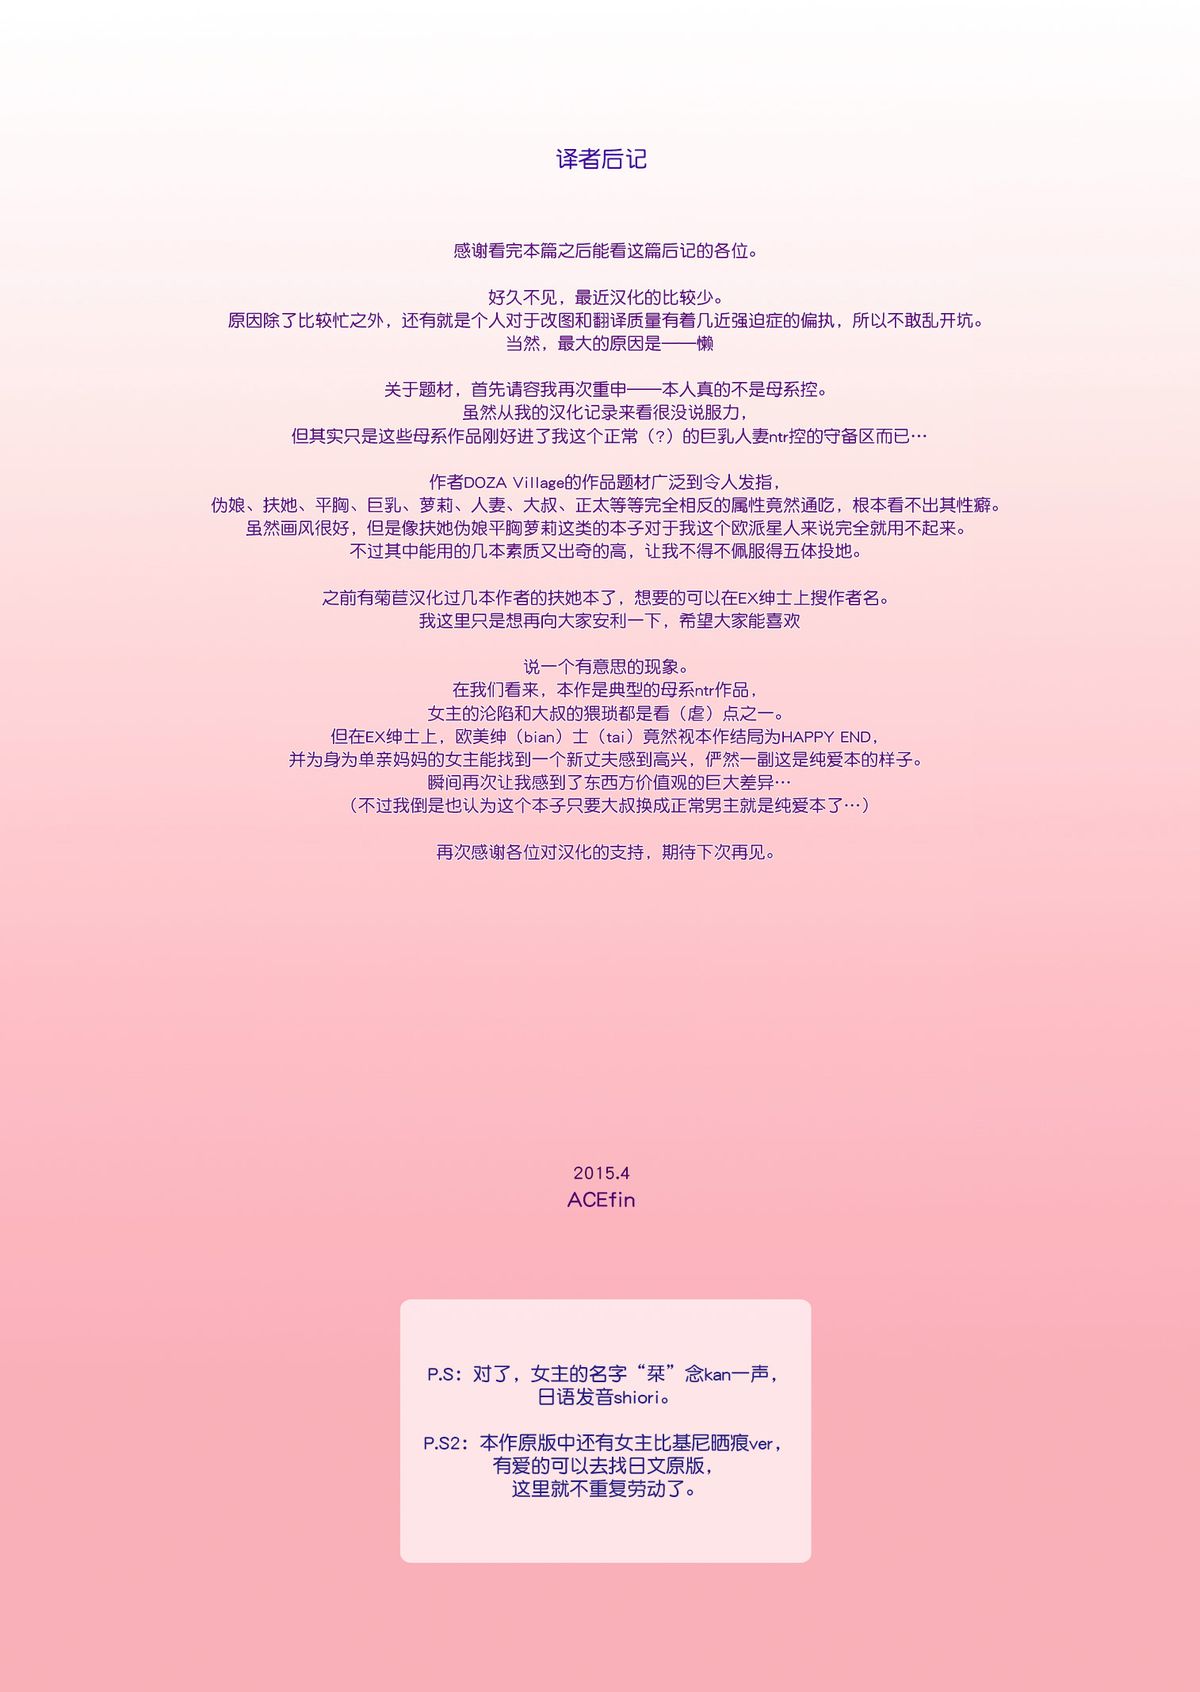 译者后记
感谢看完本篇之后能看这篇后记的各位。
好久不见，最近汉化的比较少。
原因除了比较忙之外，还有就是个人对于改图和翻译质量有着几近强迫症的偏执，所以不敢乱开坑。
当然，最大的原因是——懒
关于题材，首先请容我再次重申——本人真的不是母系控。
虽然从我的汉化记录来看很没说服力，
但其实只是这些母系作品刚好进了我这个正常（?）的巨乳人妻ntr控的守备区而已…
作者DOZA Village的作品题材广泛到令人发指，
伪娘、扶她、平胸、巨乳、萝莉、人妻、大叔、正太等等完全相反的属性竟然通吃，根本看不出其性癖。
虽然画风很好，但是像扶她伪娘平胸萝莉这类的本子对于我这个欧派星人来说完全就用不起来。
不过其中能用的几本素质又出奇的高，让我不得不佩服得五体投地。
之前有菊苣汉化过几本作者的扶她本了，想要的可以在EX绅士上搜作者名。
我这里只是想再向大家安利一下，希望大家能喜欢
说一个有意思的现象。
在我们看来，本作是典型的母系ntr作品，
女主的沦陷和大叔的猥琐都是看（虐）点之一。
但在EX绅士上，欧美绅（bian）士（tai）竟然视本作结局为HAPPY END，
并为身为单亲妈妈的女主能找到一个新丈夫感到高兴，俨然一副这是纯爱本的样子。
瞬间再次让我感到了东西方价值观的巨大差异…
（不过我倒是也认为这个本子只要大叔换成正常男主就是纯爱本了…）
再次感谢各位对汉化的支持，期待下次再见。
2015.4
ACEfin
P.S：对了，女主的名字“栞”念kan一声，
日语发音shiori。
P.S2：本作原版中还有女主比基尼晒痕ver，
有爱的可以去找日文原版，
这里就不重复劳动了。